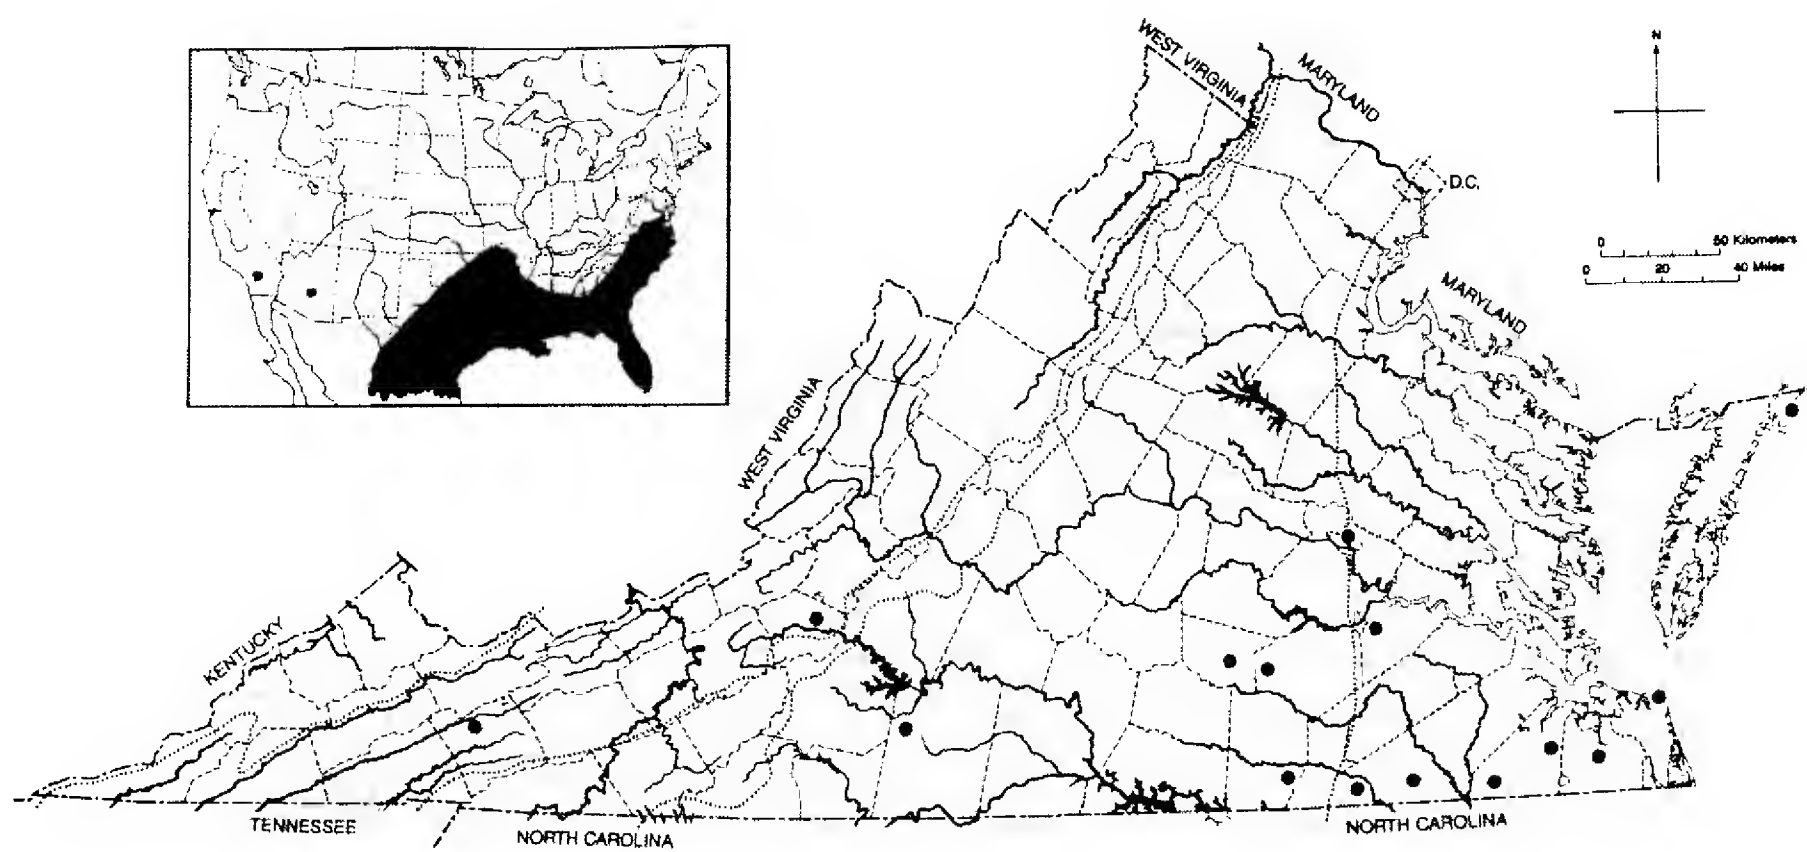 WEST VIRGINIA
MARYLAND
N
D.C.
0 50 Kilometers
0 20 40 Miles
MARYLAND
WEST VIRGINIA
KENTUCKY
TENNESSEE
NORTH CAROLINA
NORTH CAROLINA